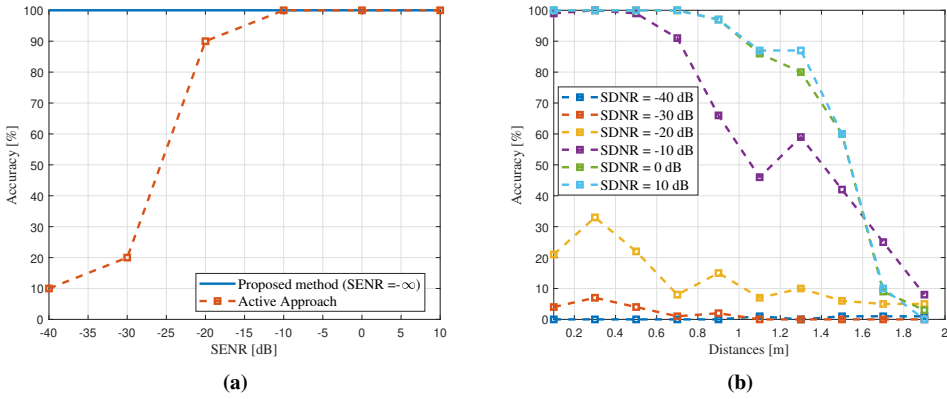 100
90
80
70
60
50
40
30
20
10
0
Accuracy [%]
-40 -35 -30 -25 -20 -15 -10 -5 0 5 10
SENR [dB]
Proposed method (SENR =-∞)
Active Approach
(a)
100
90
80
70
60
50
40
30
20
10
0
Accuracy [%]
SDNR = -40 dB
SDNR = -30 dB
SDNR = -20 dB
SDNR = -10 dB
SDNR = 0 dB
SDNR = 10 dB
0.2 0.4 0.6 0.8 1 1.2 1.4 1.6 1.8 2
Distances [m]
(b)